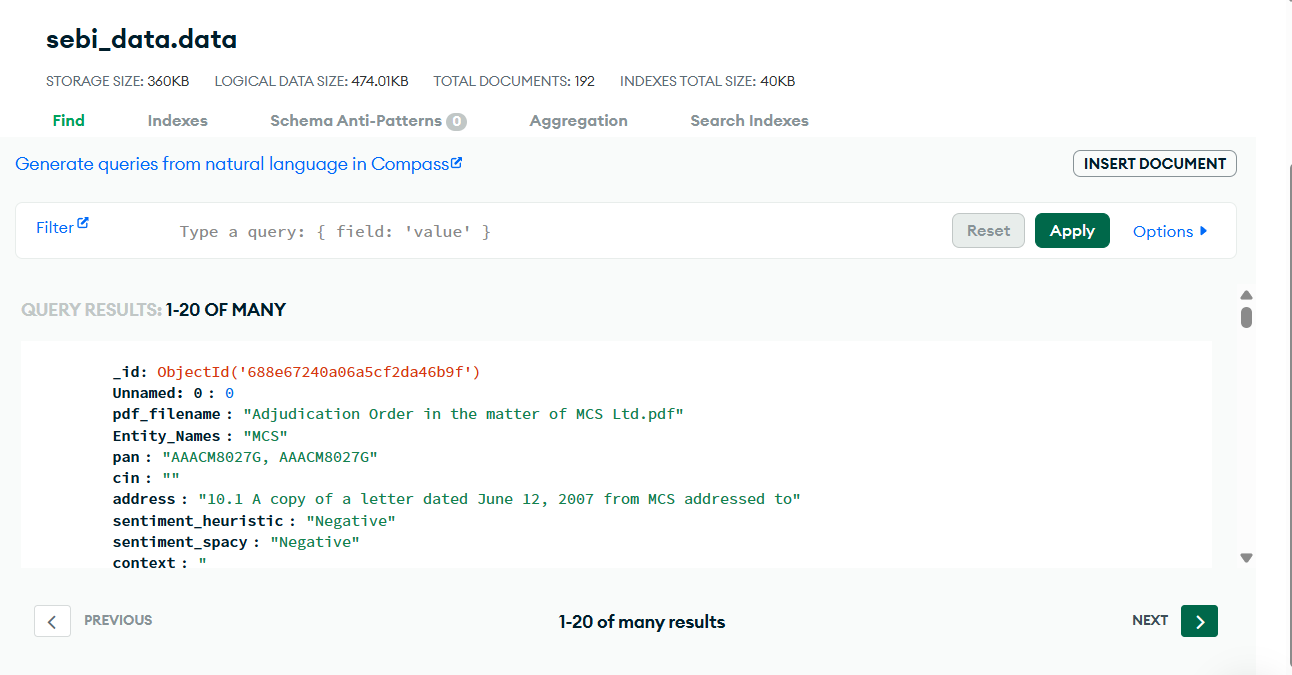 sebi_data.data
STORAGE SIZE: 360KB LOGICAL DATA SIZE: 474.01KB TOTAL DOCUMENTS: 192 INDEXES TOTAL SIZE: 40KB
Find Indexes Schema Anti-Patterns 0 Aggregation Search Indexes
Generate queries from natural language in Compass
INSERT DOCUMENT
Filter Type a query: { field: 'value' } Reset Apply Options
QUERY RESULTS: 1-20 OF MANY
_id: ObjectId('688e67240a06a5cf2da46b9f')
Unnamed: 0 : 0
pdf_filename : "Adjudication Order in the matter of MCS Ltd.pdf"
Entity_Names : "MCS"
pan : "AAACM8027G, AAACM8027G"
cin : ""
address : "10.1 A copy of a letter dated June 12, 2007 from MCS addressed to"
sentiment_heuristic : "Negative"
sentiment_spacy : "Negative"
context : "
PREVIOUS 1-20 of many results NEXT